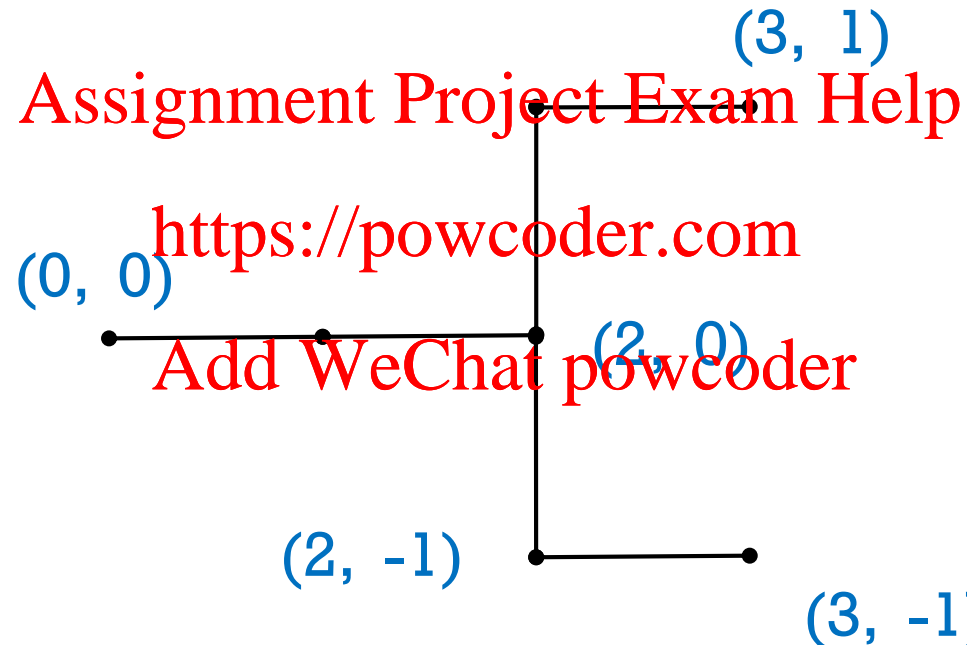 (3, 1)
Assignment Project Exam Help
https://powcoder.com
(0, 0)
(2, 0)
Add WeChat powcoder
(2, -1)
(3, -1)